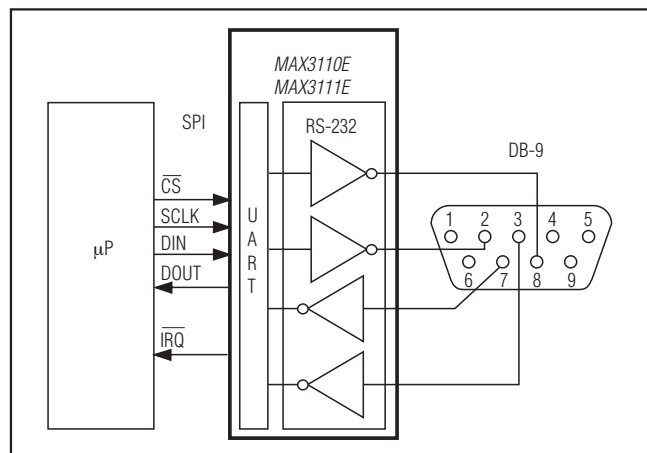 MAX3110E
MAX3111E
SPI
RS-232
DB-9
μP
CS
SCLK
DIN
DOUT
IRQ
UART
1 2 3 4 5
6 7 8 9